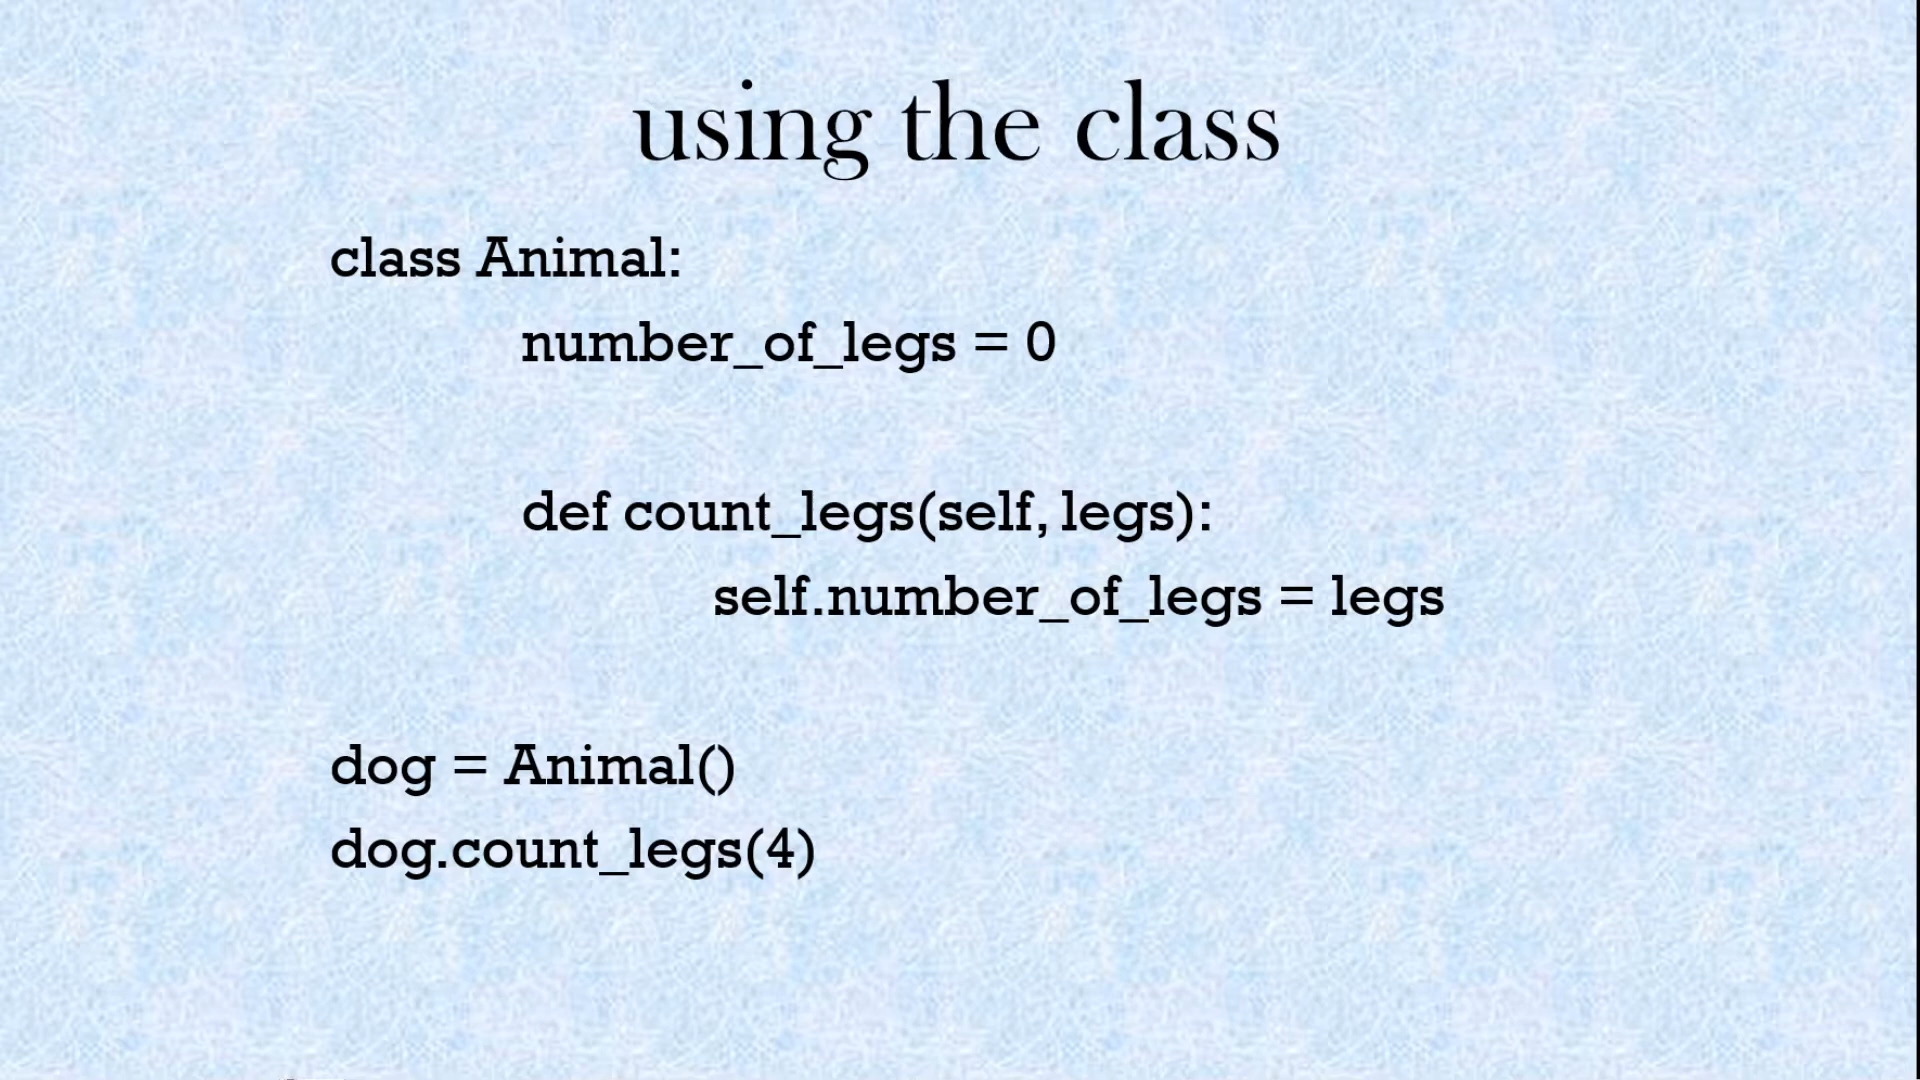 using the class
class Animal:
number_of_legs = 0
def count_legs(self, legs):
self.number_of_legs = legs
dog = Animal()
dog.count_legs(4)